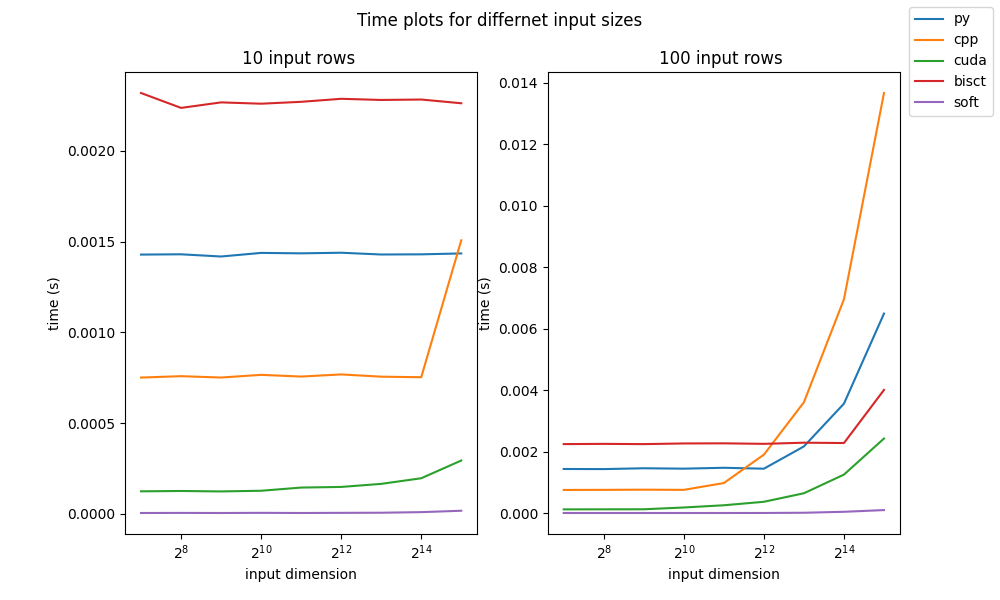 Time plots for differnet input sizes
py
cpp
cuda
bisct
soft
10 input rows
time (s)
0.0020
0.0015
0.0010
0.0005
0.0000
2^8
2^10
2^12
2^14
input dimension
100 input rows
time (s)
0.014
0.012
0.010
0.008
0.006
0.004
0.002
0.000
2^8
2^10
2^12
2^14
input dimension